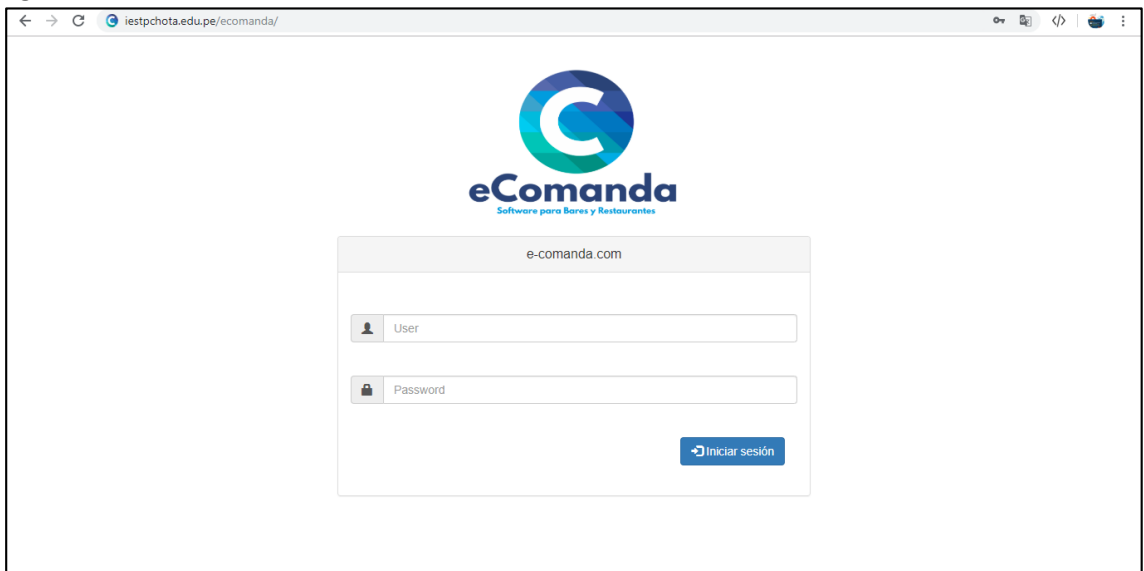 iestpchota.edu.pe/ecomanda/
eComanda
Software para Bares y Restaurantes
e-comanda.com
User
Password
Iniciar sesión